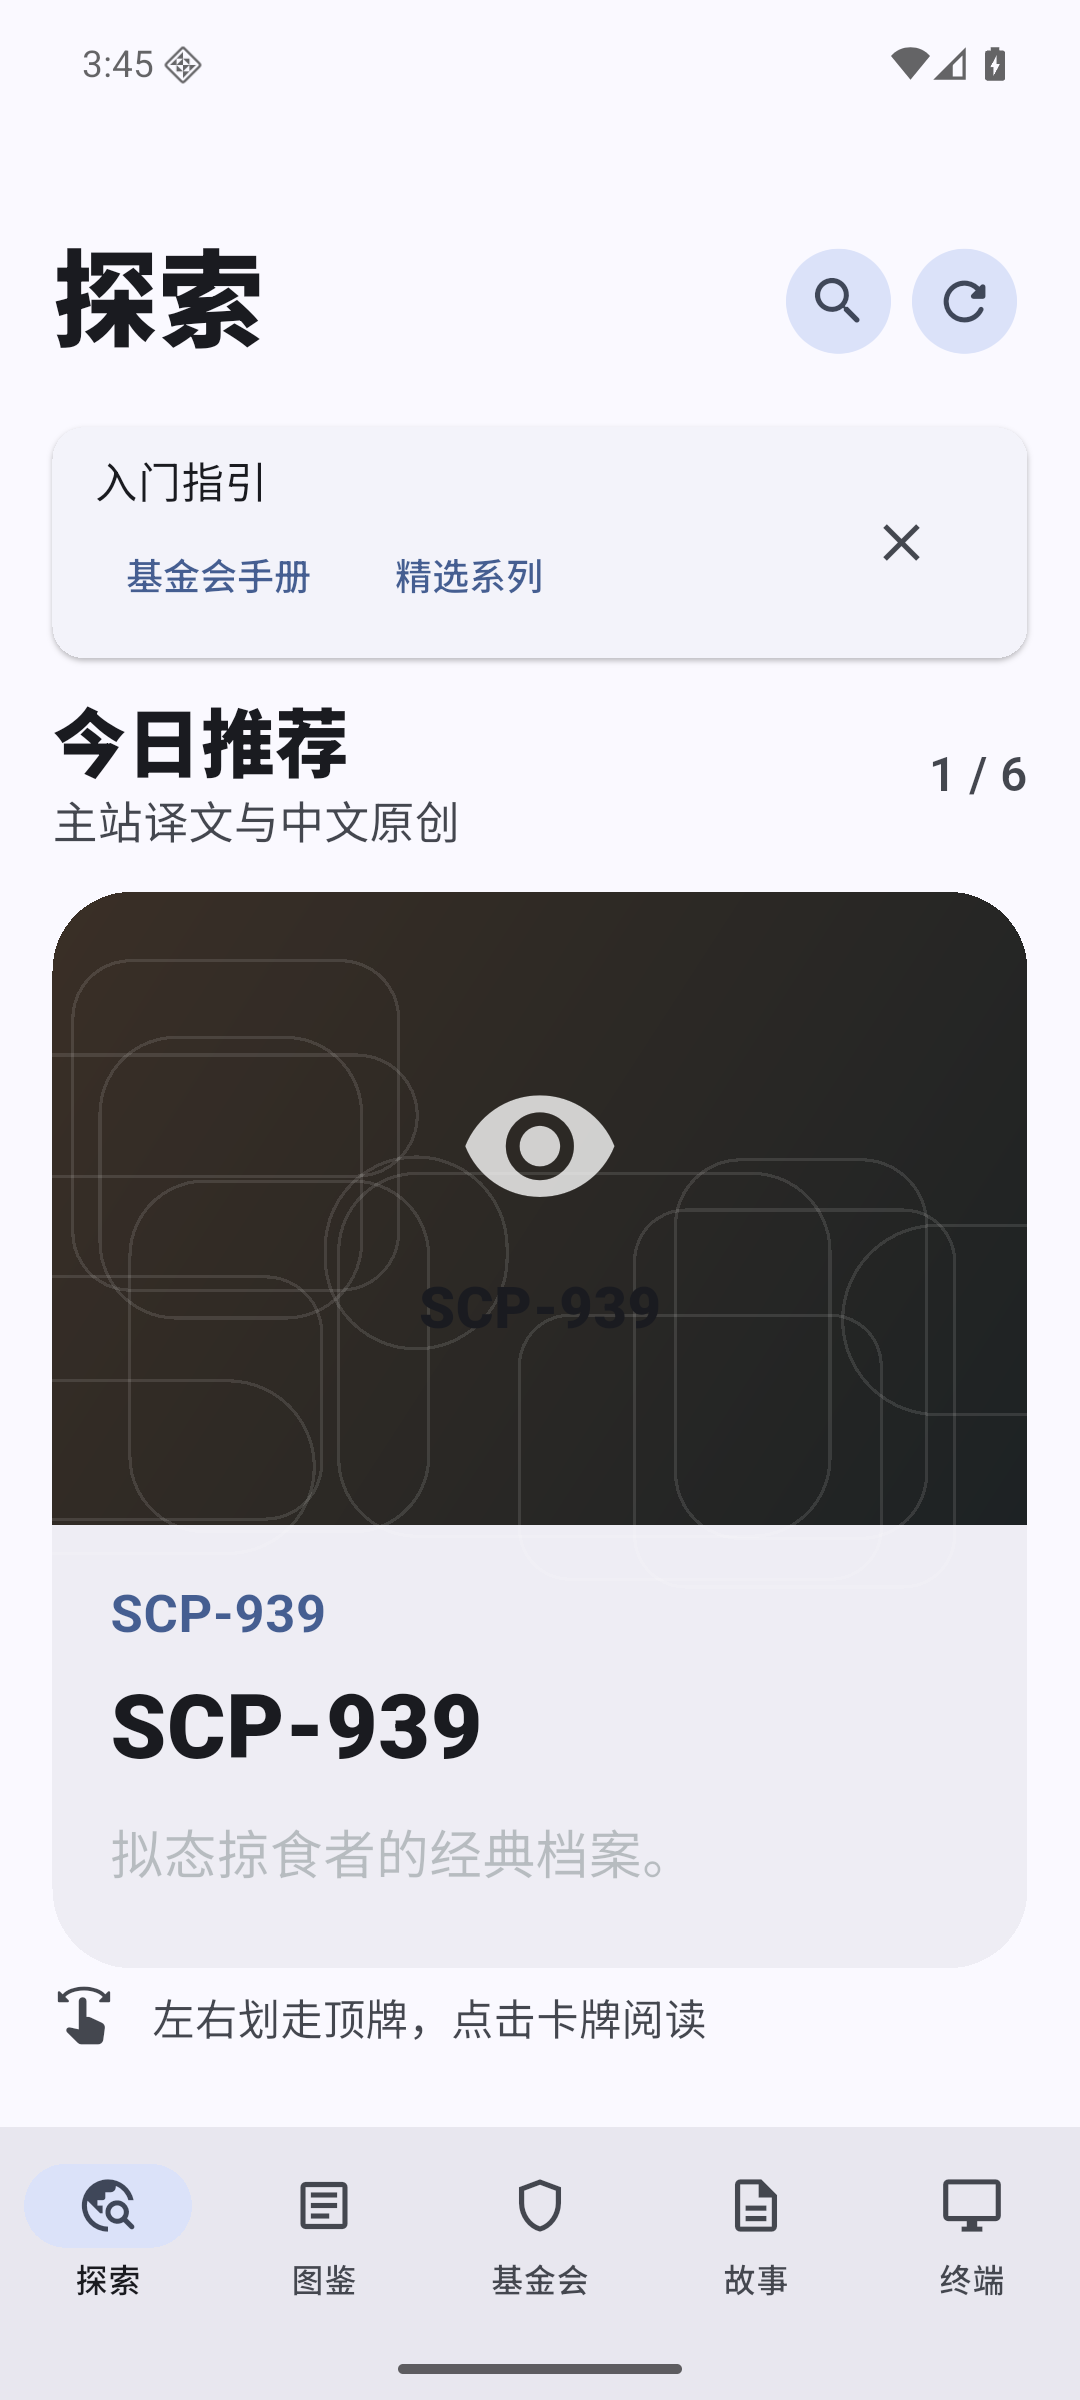 3:45
探索
入门指引
基金会手册 精选系列
今日推荐
主站译文与中文原创
1 / 6
SCP-939
SCP-939
SCP-939
拟态掠食者的经典档案。
左右划走顶牌，点击卡牌阅读
探索 图鉴 基金会 故事 终端